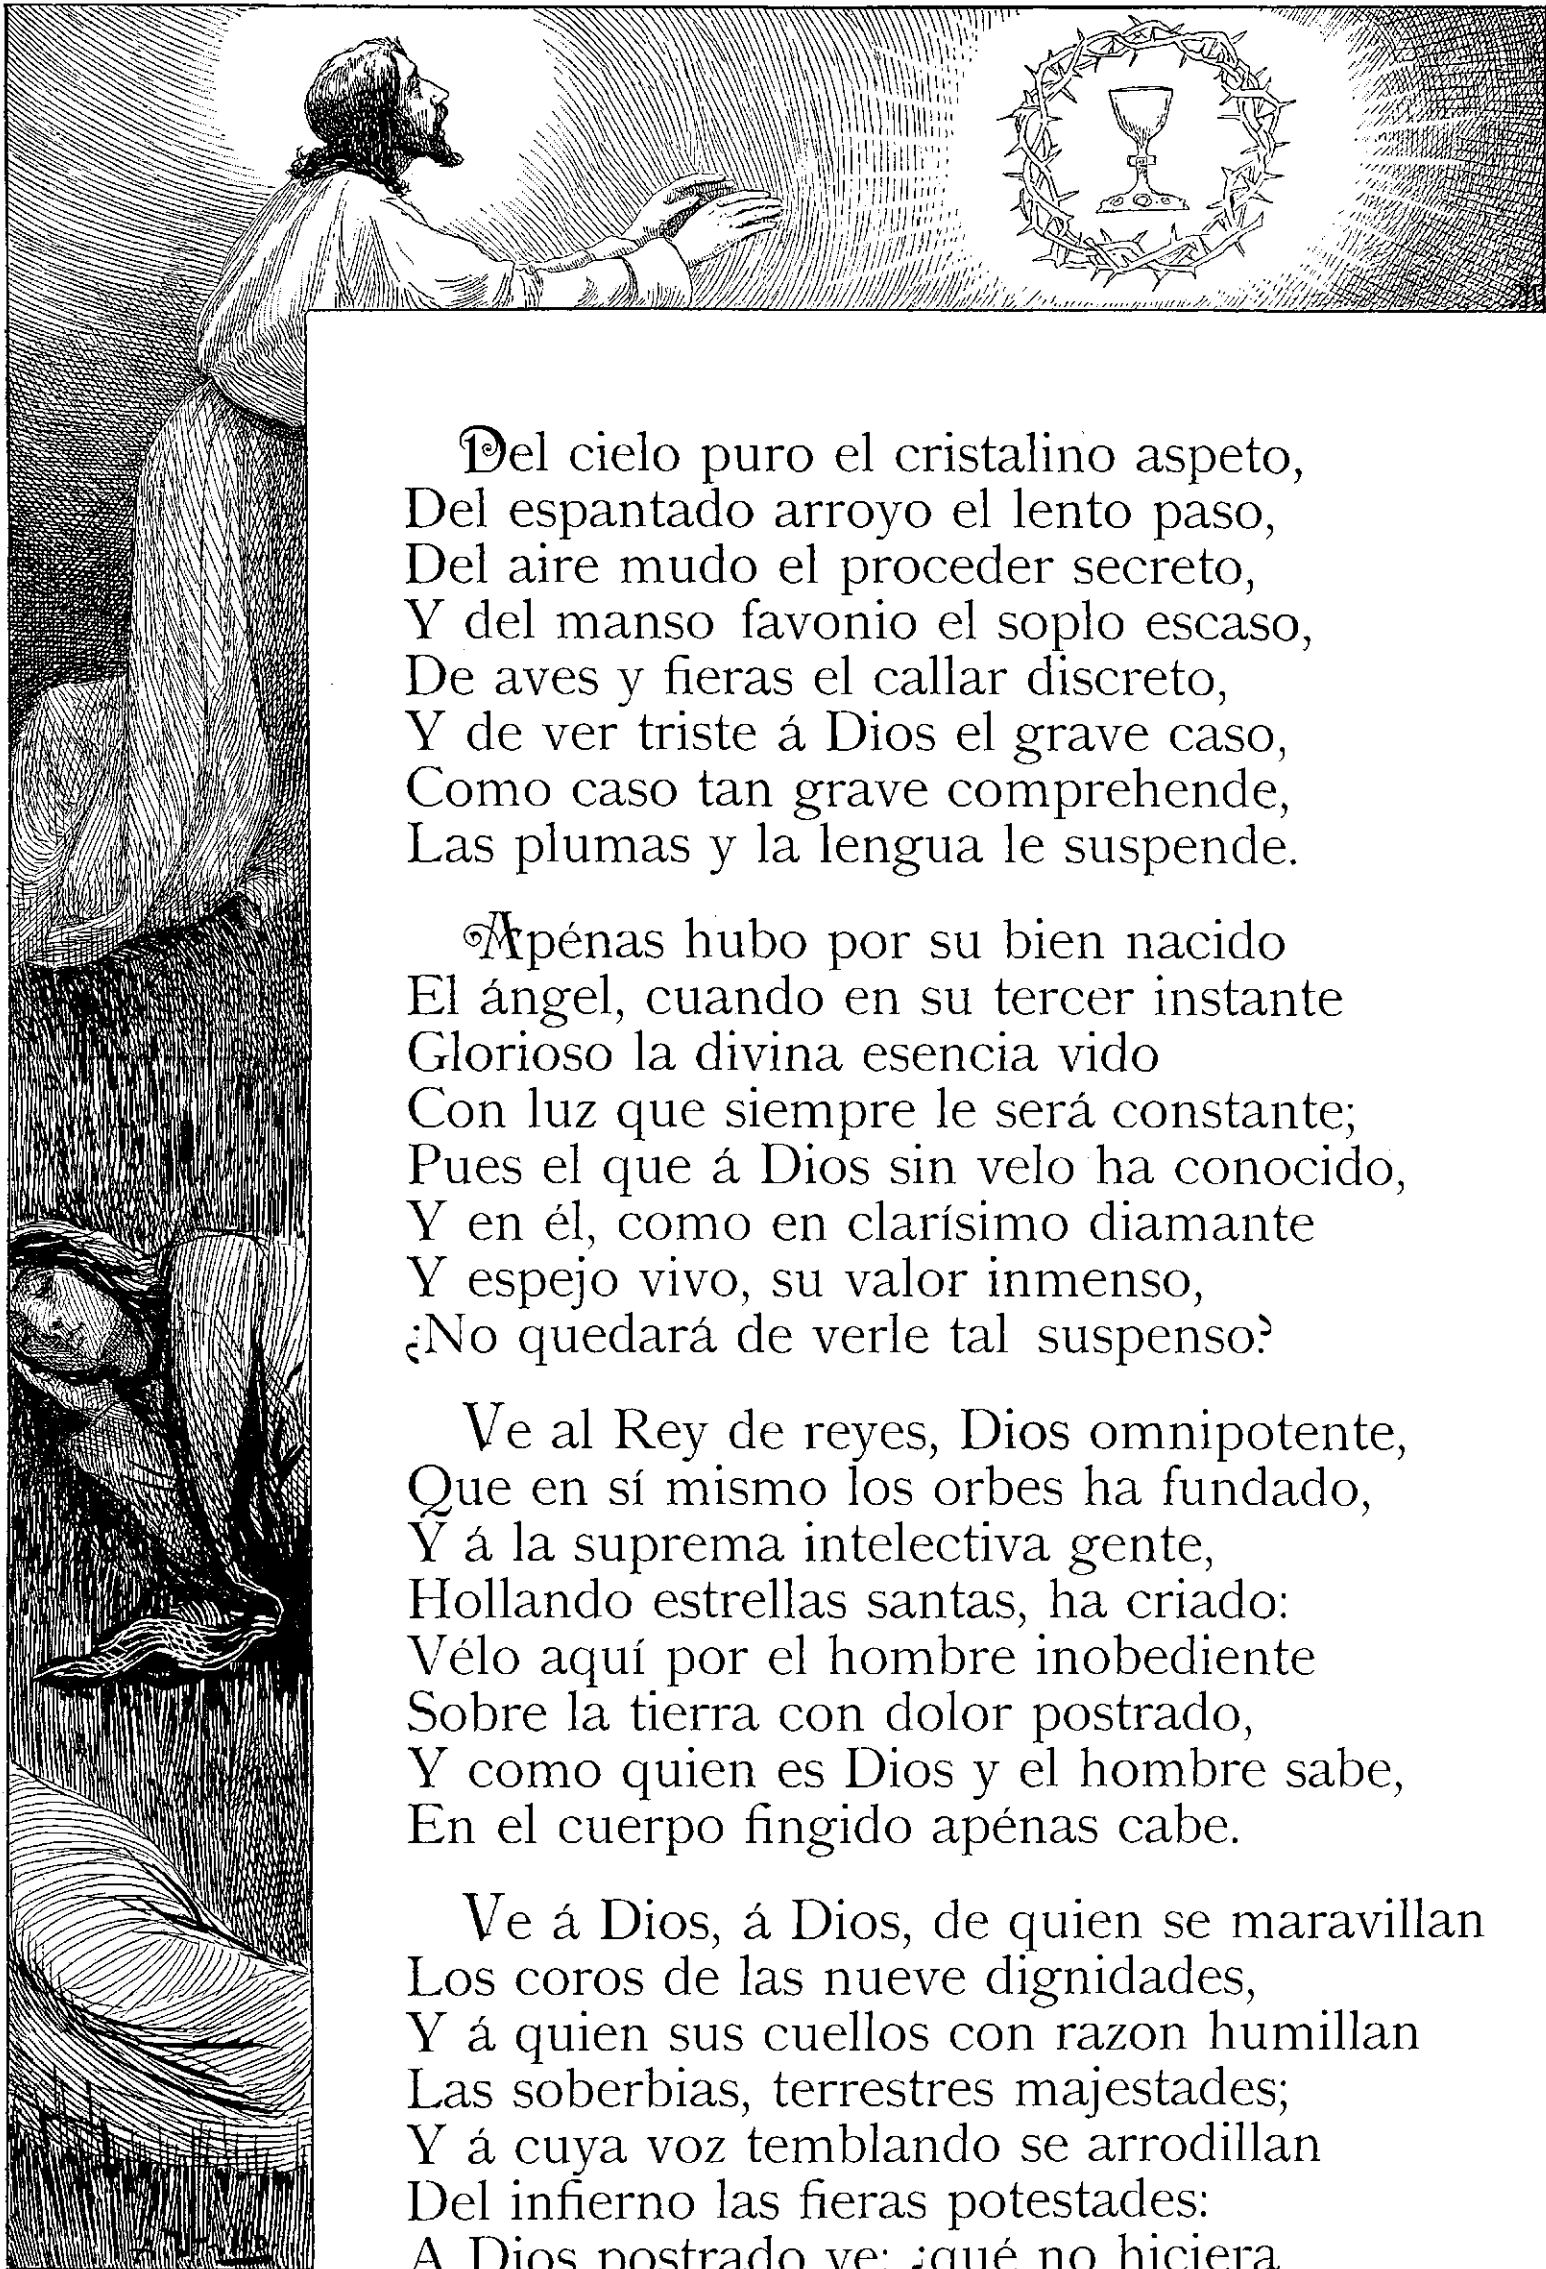 Del cielo puro el cristalino aspeto,
Del espantado arroyo el lento paso,
Del aire mudo el proceder secreto,
Y del manso favonio el soplo escaso,
De aves y fieras el callar discreto,
Y de ver triste á Dios el grave caso,
Como caso tan grave comprehende,
Las plumas y la lengua le suspende.
Apénas hubo por su bien nacido
El ángel, cuando en su tercer instante
Glorioso la divina esencia vido
Con luz que siempre le será constante;
Pues el que á Dios sin velo ha conocido,
Y en él, como en clarísimo diamante
Y espejo vivo, su valor inmenso,
¿No quedará de verle tal suspenso?
Ve al Rey de reyes, Dios omnipotente,
Que en sí mismo los orbes ha fundado,
Y á la suprema intelectiva gente,
Hollando estrellas santas, ha criado:
Vélo aquí por el hombre inobediente
Sobre la tierra con dolor postrado,
Y como quien es Dios y el hombre sabe,
En el cuerpo fingido apénas cabe.
Ve á Dios, á Dios, de quien se maravillan
Los coros de las nueve dignidades,
Y á quien sus cuellos con razon humillan
Las soberbias, terrestres majestades;
Y á cuya voz temblando se arrodillan
Del infierno las fieras potestades:
A Dios postrado ve: ¿qué no hiciera